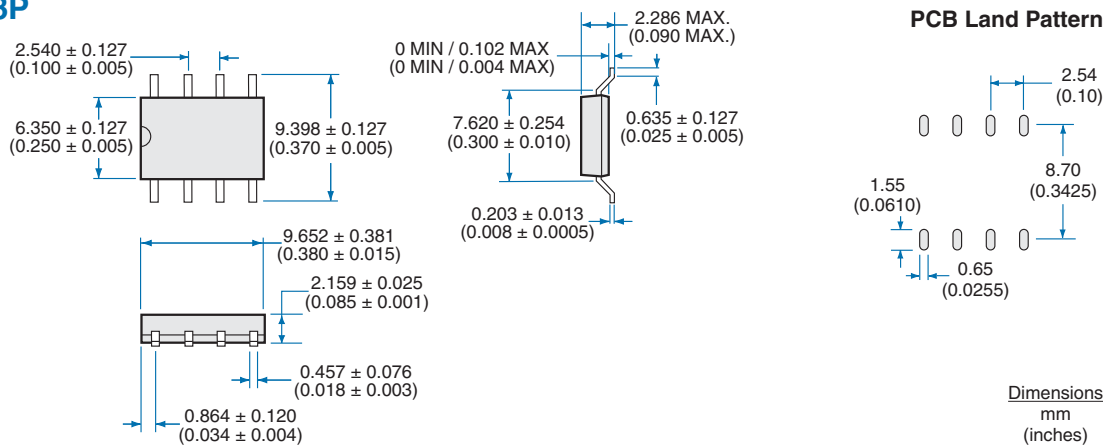 8P
2.540 ± 0.127
(0.100 ± 0.005)
6.350 ± 0.127
(0.250 ± 0.005)
9.398 ± 0.127
(0.370 ± 0.005)
9.652 ± 0.381
(0.380 ± 0.015)
2.159 ± 0.025
(0.085 ± 0.001)
0.457 ± 0.076
(0.018 ± 0.003)
0.864 ± 0.120
(0.034 ± 0.004)
2.286 MAX.
(0.090 MAX.)
0 MIN / 0.102 MAX
(0 MIN / 0.004 MAX)
7.620 ± 0.254
(0.300 ± 0.010)
0.635 ± 0.127
(0.025 ± 0.005)
0.203 ± 0.013
(0.008 ± 0.0005)
PCB Land Pattern
2.54
(0.10)
8.70
(0.3425)
1.55
(0.0610)
0.65
(0.0255)
Dimensions
mm
(inches)